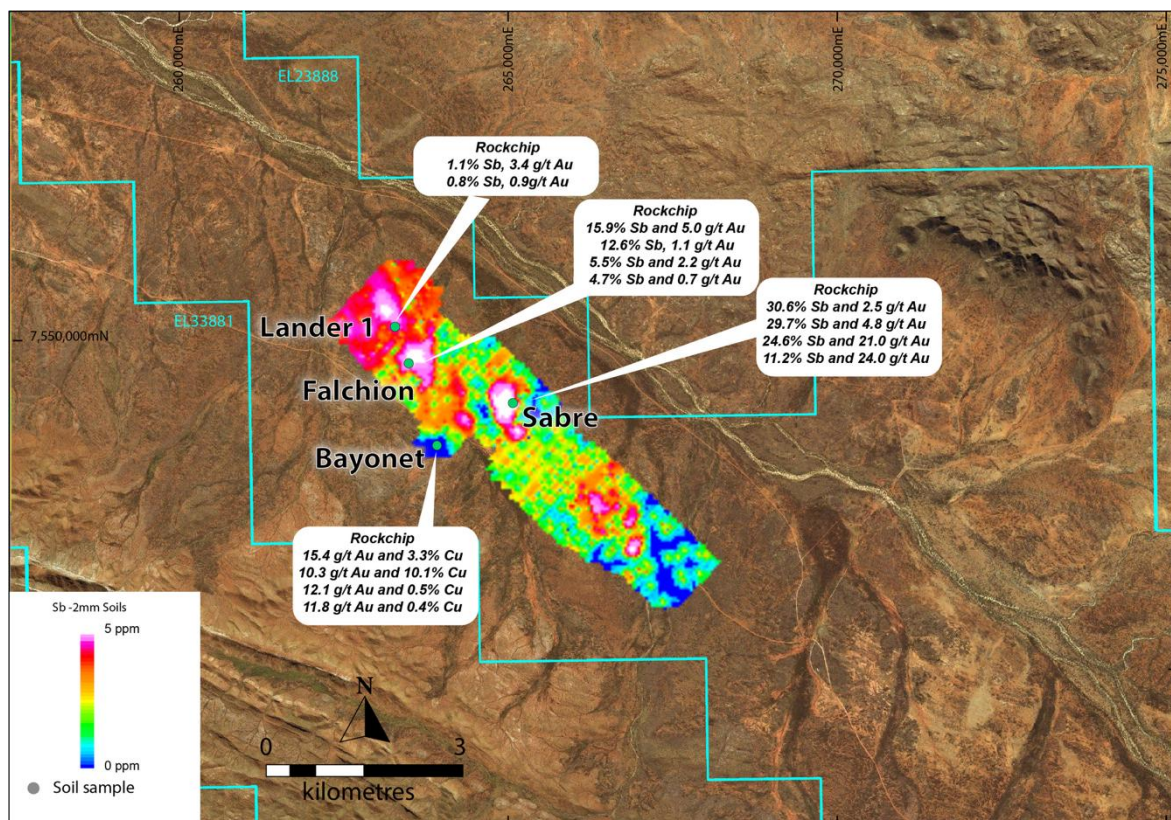 260,000mE
265,000mE
270,000mE
275,000mE
EL23888
Rockchip
1.1% Sb, 3.4 g/t Au
0.8% Sb, 0.9g/t Au
Rockchip
15.9% Sb and 5.0 g/t Au
12.6% Sb, 1.1 g/t Au
5.5% Sb and 2.2 g/t Au
4.7% Sb and 0.7 g/t Au
Rockchip
30.6% Sb and 2.5 g/t Au
29.7% Sb and 4.8 g/t Au
24.6% Sb and 21.0 g/t Au
11.2% Sb and 24.0 g/t Au
EL33881
7,550,000mN
Lander 1
Falchion
Sabre
Bayonet
Rockchip
15.4 g/t Au and 3.3% Cu
10.3 g/t Au and 10.1% Cu
12.1 g/t Au and 0.5% Cu
11.8 g/t Au and 0.4% Cu
Sb -2mm Soils
5 ppm
0 ppm
Soil sample
N
0 3
kilometres